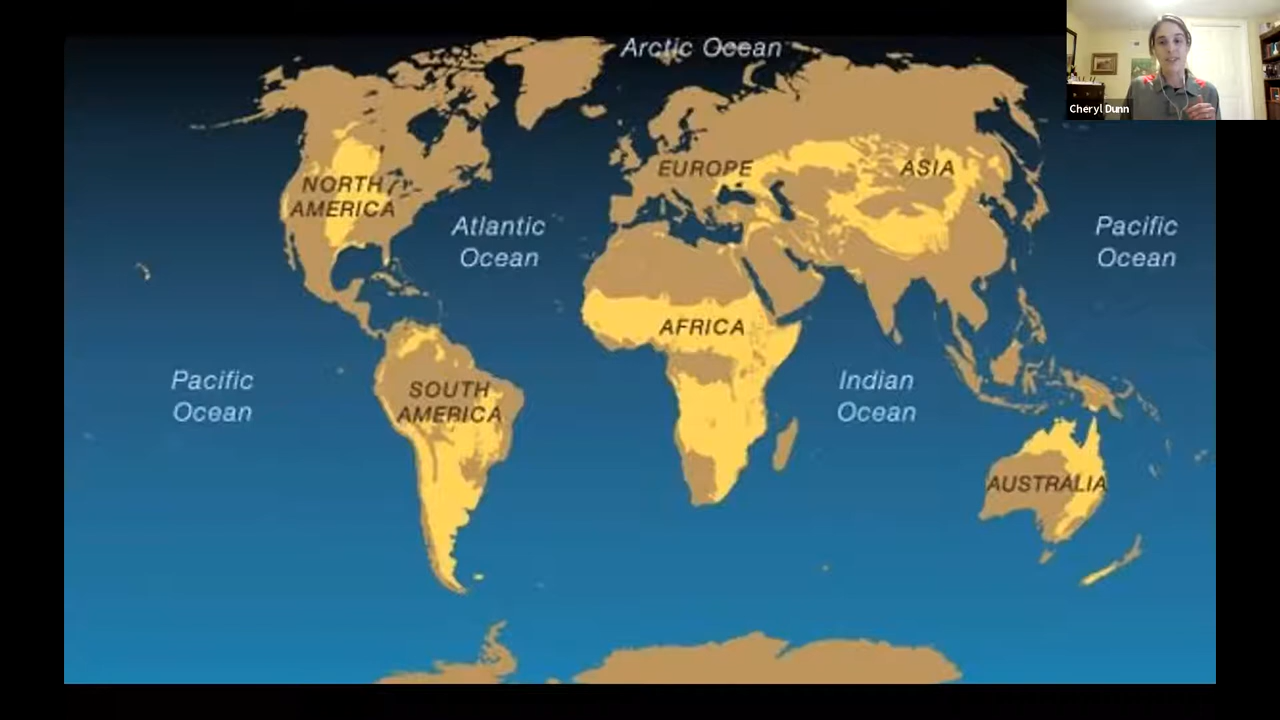 Arctic Ocean
Cheryl Dunn
EUROPE
ASIA
NORTH
AMERICA
Atlantic
Ocean
Pacific
Ocean
AFRICA
Pacific
Ocean
SOUTH
AMERICA
Indian
Ocean
AUSTRALIA